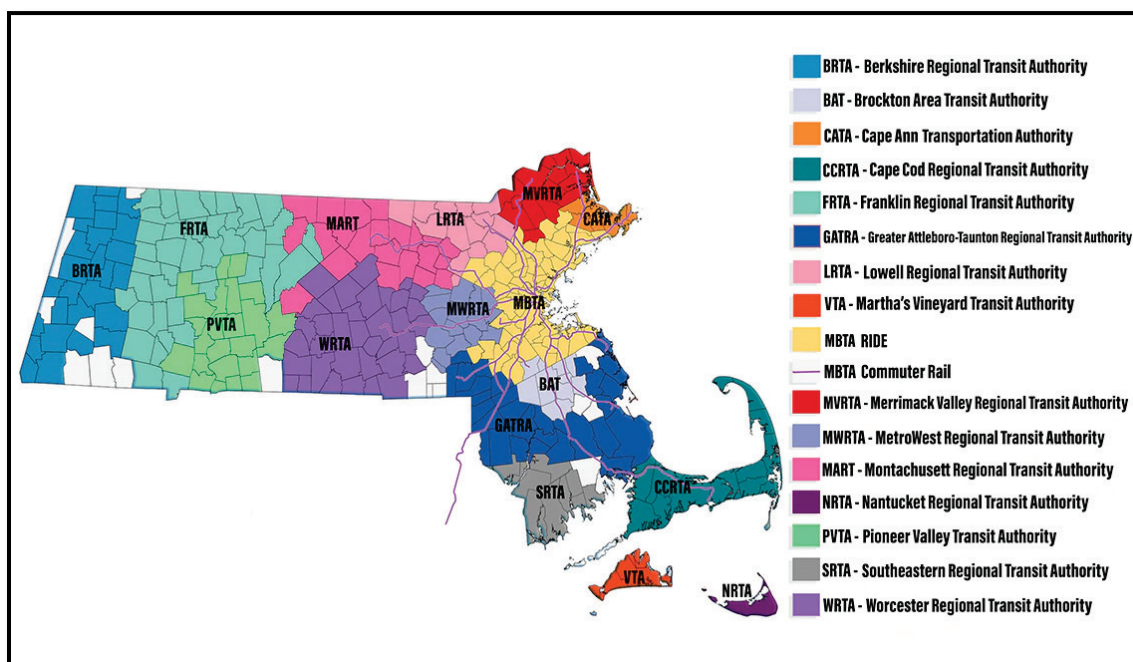 BRTA - Berkshire Regional Transit Authority
BAT - Brockton Area Transit Authority
CATA - Cape Ann Transportation Authority
CCRTA - Cape Cod Regional Transit Authority
FRTA - Franklin Regional Transit Authority
GATRA - Greater Attleboro-Taunton Regional Transit Authority
LRTA - Lowell Regional Transit Authority
VTA - Martha's Vineyard Transit Authority
MBTA RIDE
MBTA Commuter Rail
MVRTA - Merrimack Valley Regional Transit Authority
MWRTA - MetroWest Regional Transit Authority
MART - Montachusett Regional Transit Authority
NRTA - Nantucket Regional Transit Authority
PVTA - Pioneer Valley Transit Authority
SRTA - Southeastern Regional Transit Authority
WRTA - Worcester Regional Transit Authority
MVRTA
LRTA
CATA
MART
FRTA
BRTA
MBTA
MWRTA
PVTA
WRTA
BAT
GATRA
SRTA
CCRTA
VTA
NRTA